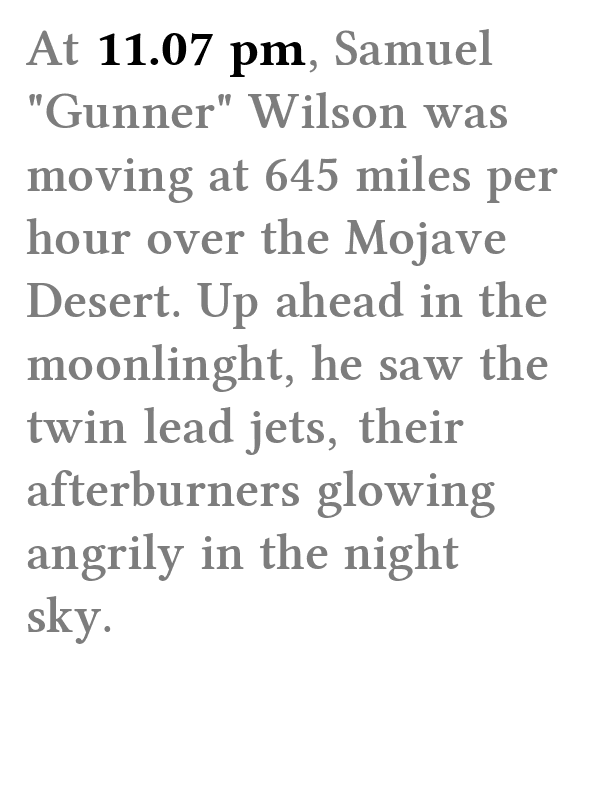 At 11.07 pm, Samuel
"Gunner" Wilson was
moving at 645 miles per
hour over the Mojave
Desert. Up ahead in the
moonlinght, he saw the
twin lead jets, their
afterburners glowing
angrily in the night
sky.